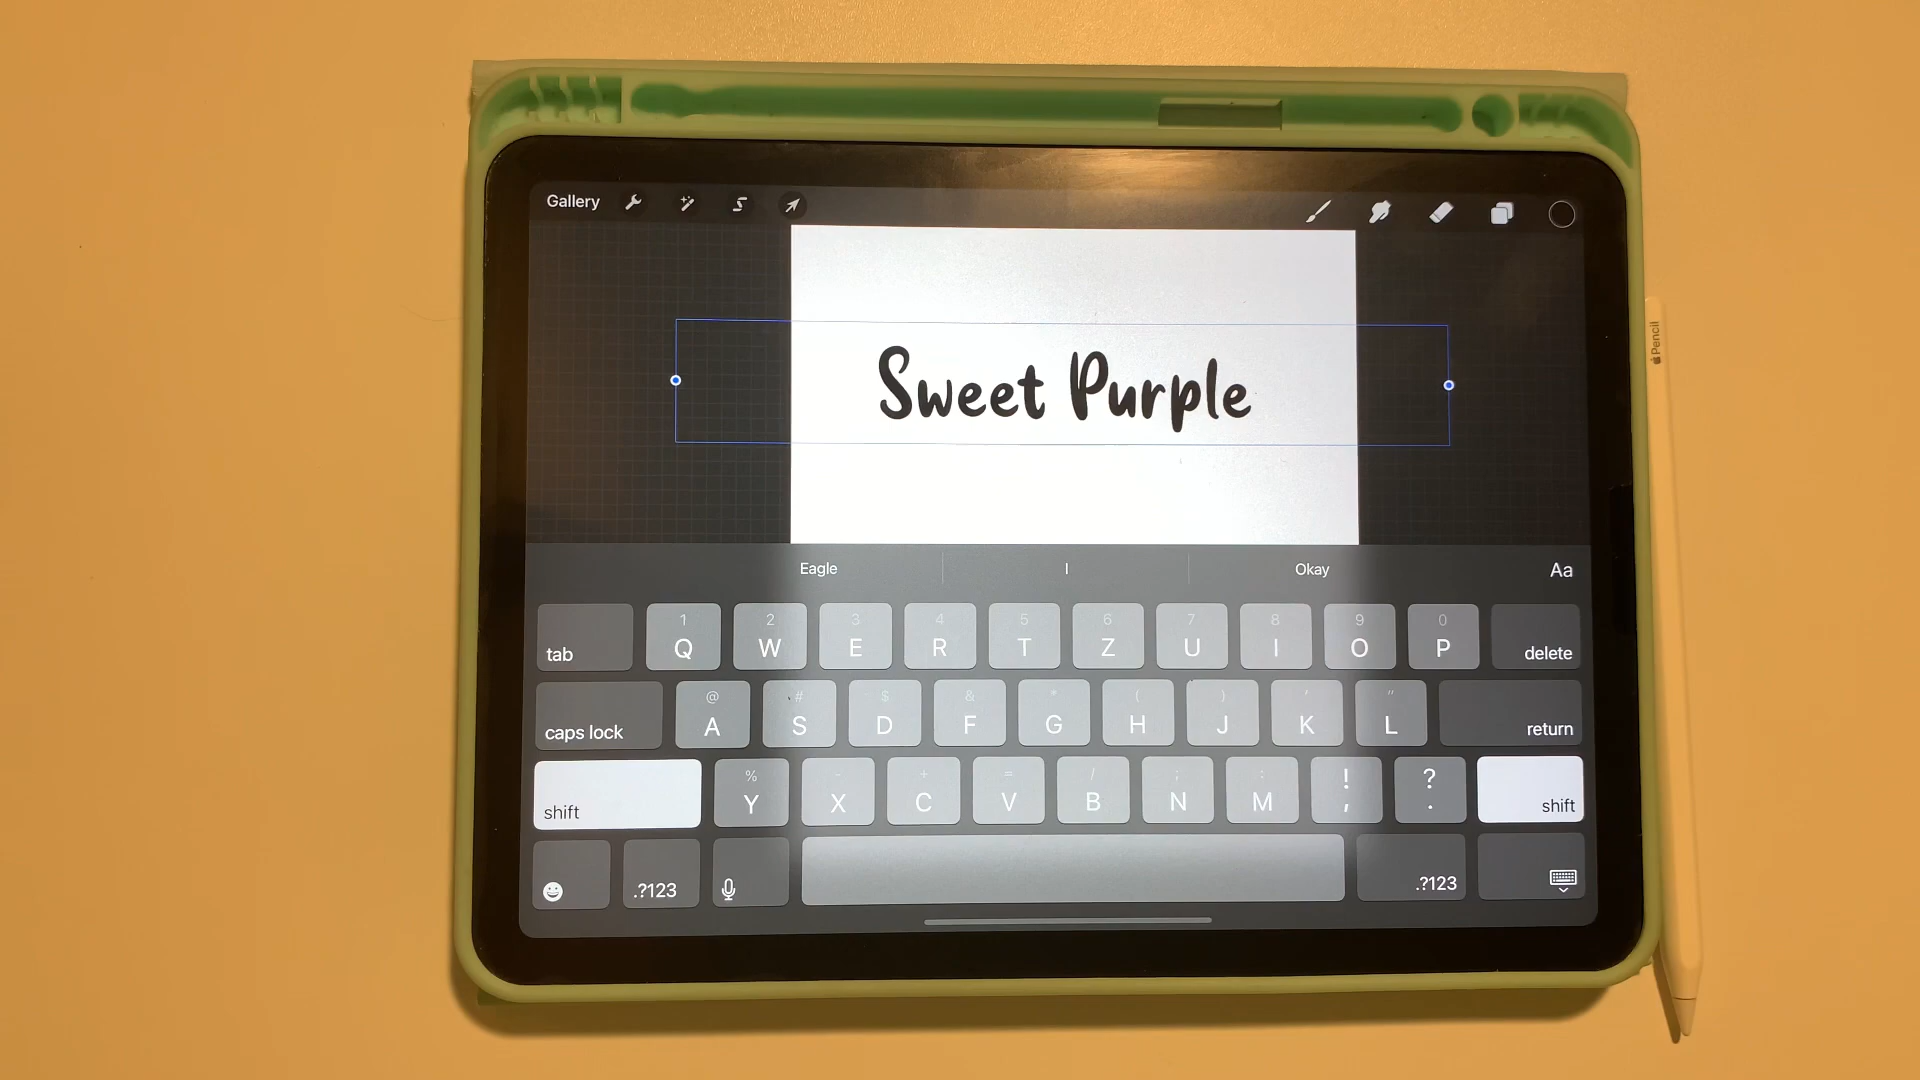 Gallery
Sweet Purple
Eagle I Okay Aa
1 2 3 4 5 6 7 8 9 0
tab Q W E R T Z U I O P delete
@ # $ & * ( ) ' "
caps lock A S D F G H J K L return
% - + = / ; : ! ?
shift Y X C V B N M , . shift
.?123 .?123
Pencil